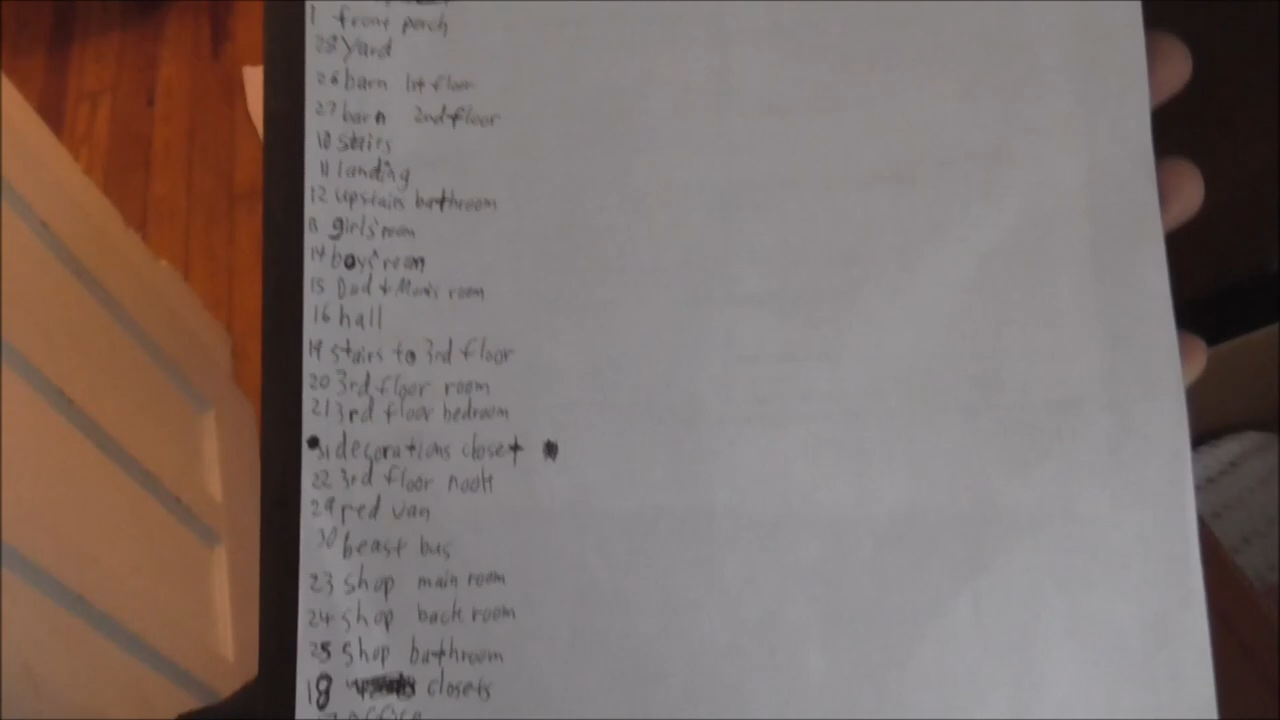 1 front porch
28 Yard
26 barn 1st floor
27 barn 2nd floor
10 stairs
11 landing
12 upstairs bathroom
13 girls' room
14 boys' room
15 Dad + Mom's room
16 hall
19 stairs to 3rd floor
20 3rd floor room
21 3rd floor bedroom
31 decorations closet
22 3rd floor nook
29 red van
30 beast bus
23 shop main room
24 shop back room
25 shop bathroom
18 closets
office